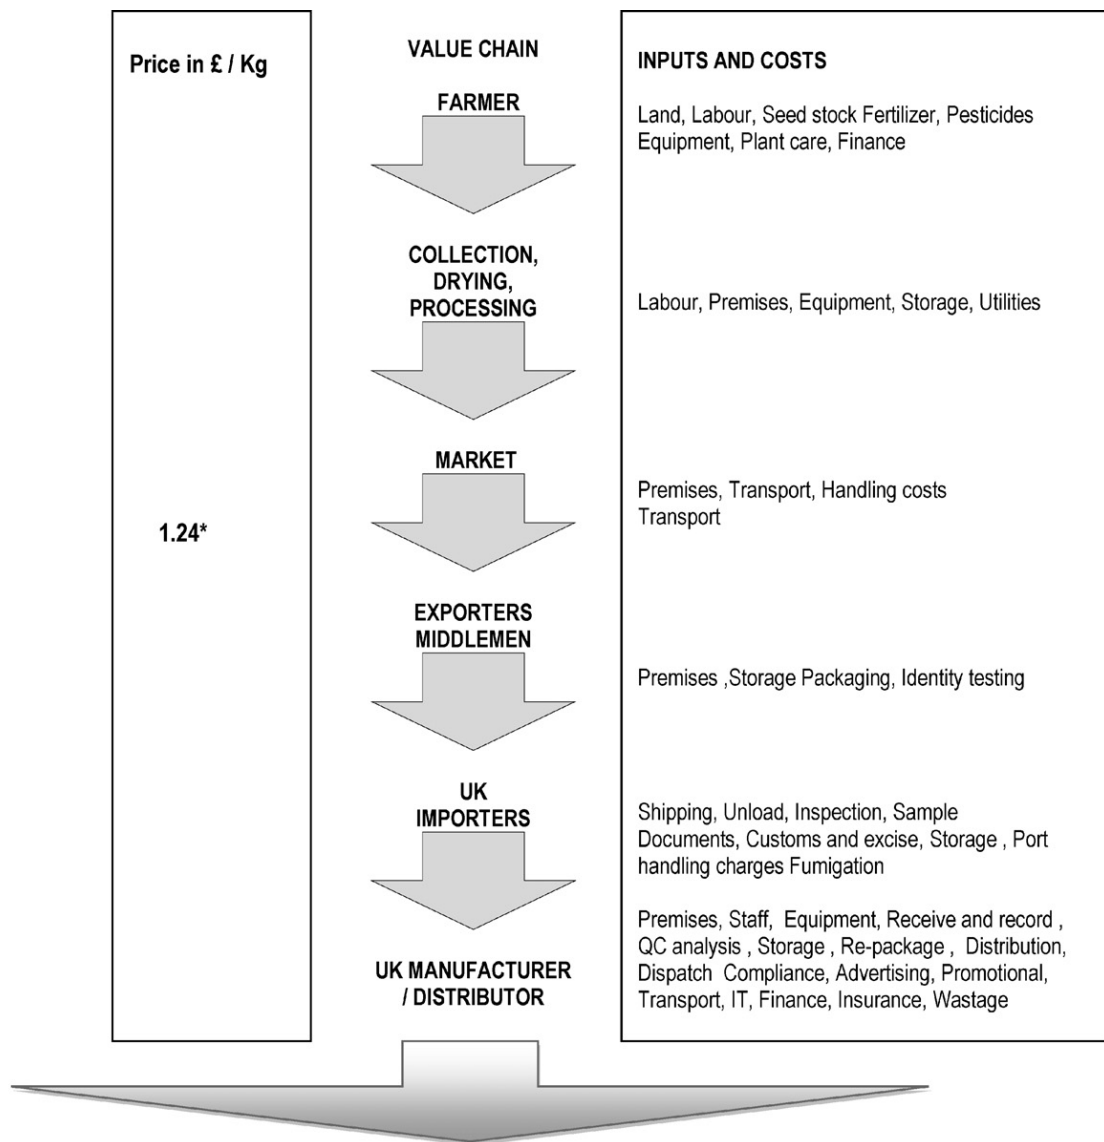 Price in £ / Kg
1.24*
VALUE CHAIN
FARMER
COLLECTION,
DRYING,
PROCESSING
MARKET
EXPORTERS
MIDDLEMEN
UK
IMPORTERS
UK MANUFACTURER
/ DISTRIBUTOR
INPUTS AND COSTS
Land, Labour, Seed stock Fertilizer, Pesticides
Equipment, Plant care, Finance
Labour, Premises, Equipment, Storage, Utilities
Premises, Transport, Handling costs
Transport
Premises ,Storage Packaging, Identity testing
Shipping, Unload, Inspection, Sample
Documents, Customs and excise, Storage , Port
handling charges Fumigation
Premises, Staff, Equipment, Receive and record ,
QC analysis , Storage , Re-package , Distribution,
Dispatch Compliance, Advertising, Promotional,
Transport, IT, Finance, Insurance, Wastage